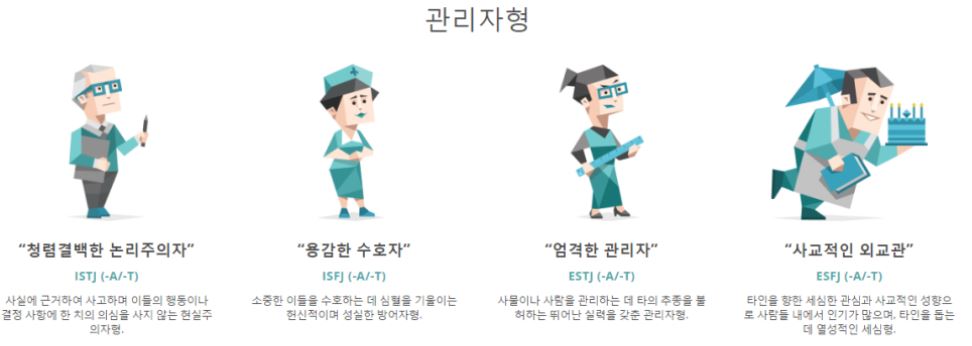 관리자형
“청렴결백한 논리주의자”
ISTJ (-A/-T)
사실에 근거하여 사고하며 이들의 행동이나
결정 사항에 한 치의 의심을 사지 않는 현실주
의자형.
“용감한 수호자”
ISFJ (-A/-T)
소중한 이들을 수호하는 데 심혈을 기울이는
헌신적이며 성실한 방어자형.
“엄격한 관리자”
ESTJ (-A/-T)
사물이나 사람을 관리하는 데 타의 추종을 불
허하는 뛰어난 실력을 갖춘 관리자형.
“사교적인 외교관”
ESFJ (-A/-T)
타인을 향한 세심한 관심과 사교적인 성향으
로 사람들 내에서 인기가 많으며, 타인을 돕는
데 열성적인 세심형.